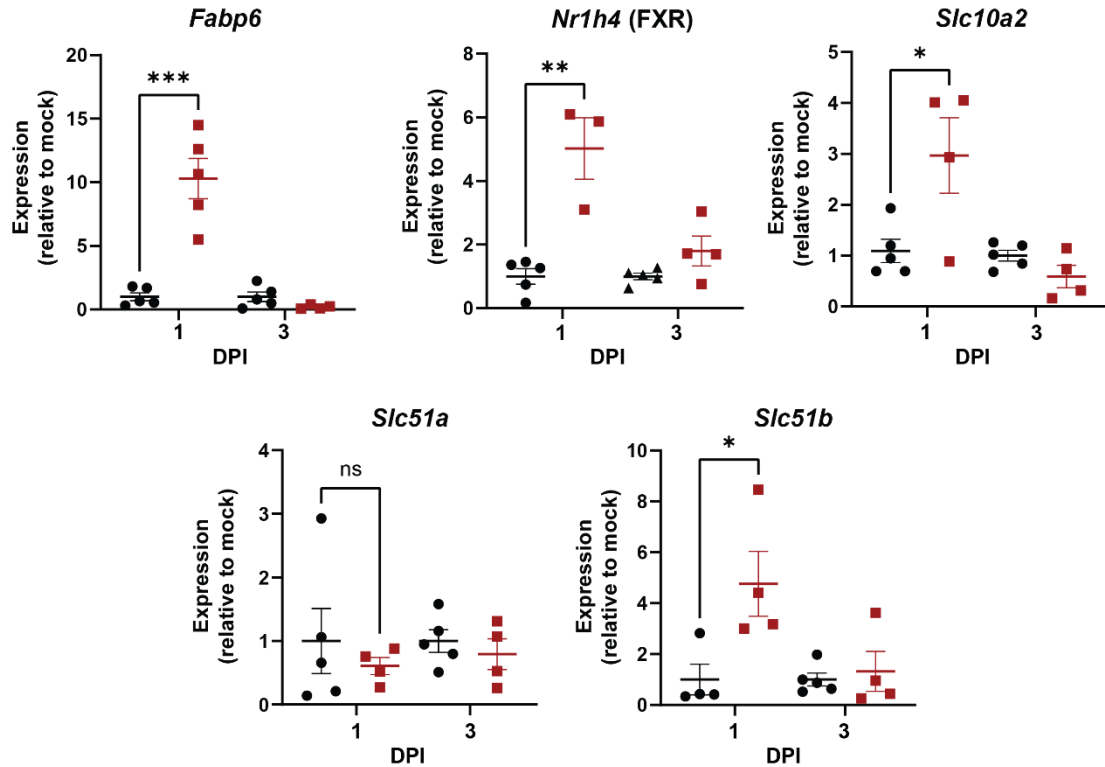 Fabp6
Expression
(relative to mock)
20
15
10
5
0
***
1
3
DPI
Nr1h4 (FXR)
Expression
(relative to mock)
8
6
4
2
0
**
1
3
DPI
Slc10a2
Expression
(relative to mock)
5
4
3
2
1
0
*
1
3
DPI
Slc51a
Expression
(relative to mock)
4
3
2
1
0
ns
1
3
DPI
Slc51b
Expression
(relative to mock)
10
8
6
4
2
0
*
1
3
DPI